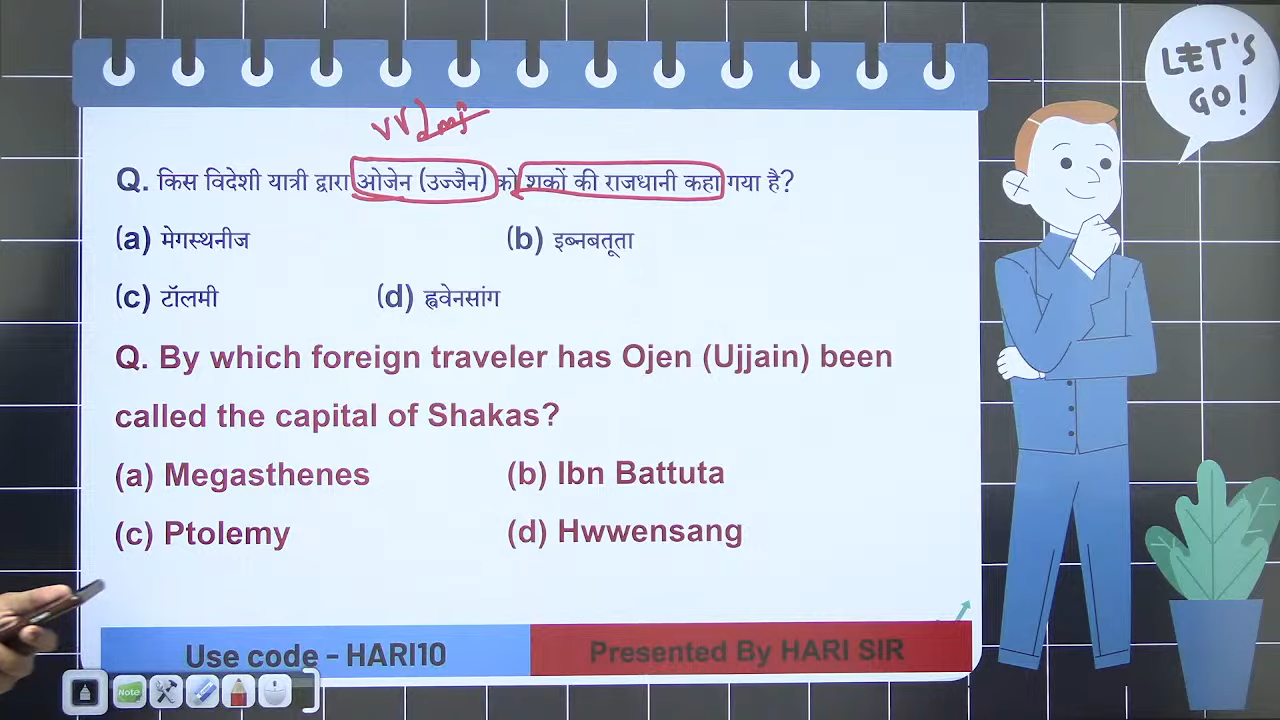 LET'S
GO!
VV
Q. किस विदेशी यात्री द्वारा ओजेन (उज्जैन) को शकों की राजधानी कहा गया है?
(a) मेगस्थनीज (b) इब्नबतूता
(c) टॉलमी (d) ह्ववेनसांग
Q. By which foreign traveler has Ojen (Ujjain) been
called the capital of Shakas?
(a) Megasthenes (b) Ibn Battuta
(c) Ptolemy (d) Hwwensang
Use code - HARI10 Presented By HARI SIR
Note